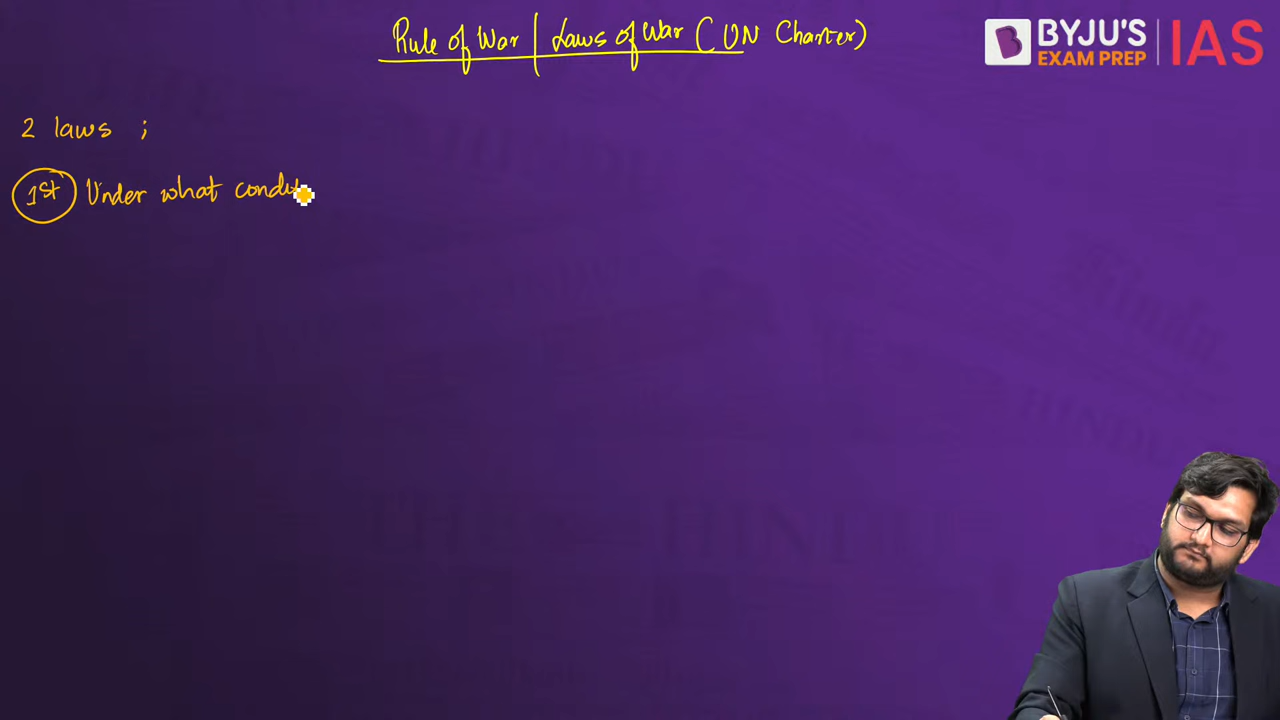 Rule of War | Laws of War (UN Charter)
BYJU'S
EXAM PREP
IAS
2 laws ;
1st Under what condi